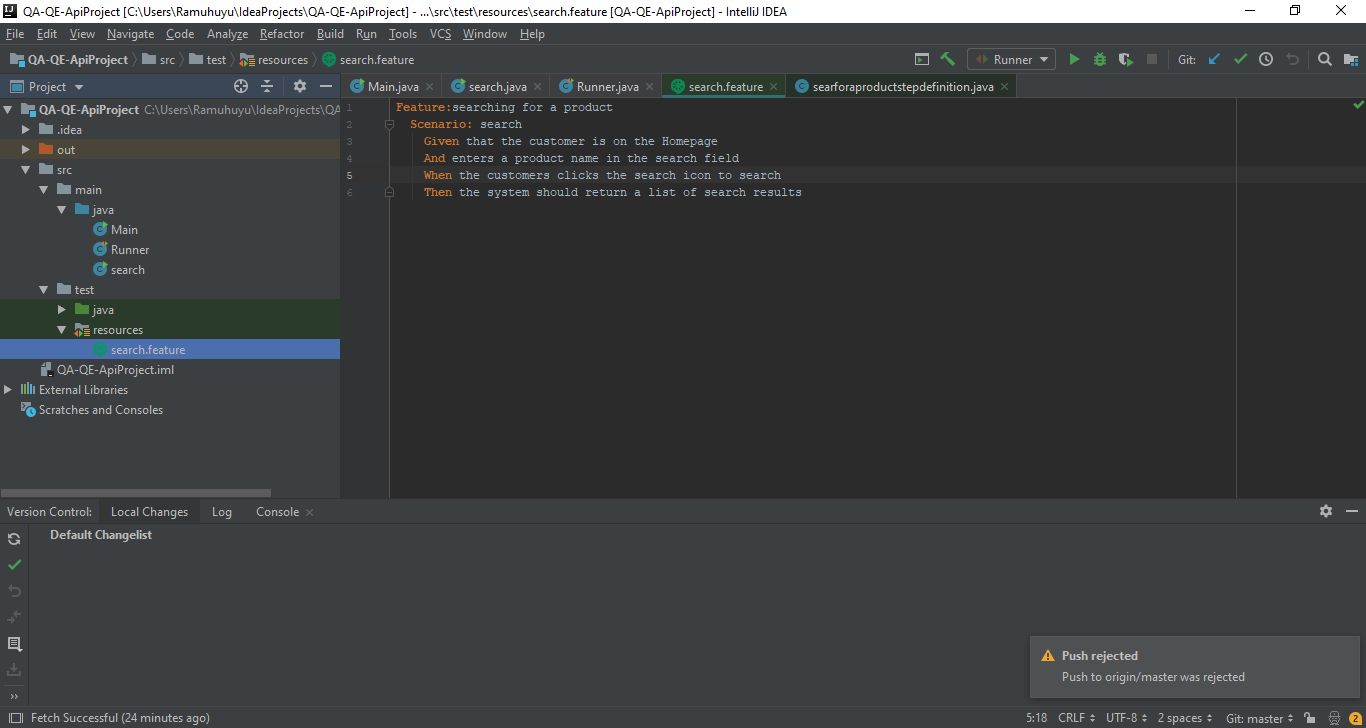 QA-QE-ApiProject [C:\Users\Ramuhuyu\IdeaProjects\QA-QE-ApiProject] - ...\src\test\resources\search.feature [QA-QE-ApiProject] - IntelliJ IDEA
File Edit View Navigate Code Analyze Refactor Build Run Tools VCS Window Help
QA-QE-ApiProject src test resources search.feature Runner Git:
Project Main.java search.java Runner.java search.feature searforaproductstepdefinition.java
QA-QE-ApiProject C:\Users\Ramuhuyu\IdeaProjects\QA
.idea
out
src
main
java
Main
Runner
search
test
java
resources
search.feature
QA-QE-ApiProject.iml
External Libraries
Scratches and Consoles
1 Feature:searching for a product
2 Scenario: search
3 Given that the customer is on the Homepage
4 And enters a product name in the search field
5 When the customers clicks the search icon to search
6 Then the system should return a list of search results
Version Control: Local Changes Log Console
Default Changelist
Push rejected
Push to origin/master was rejected
Fetch Successful (24 minutes ago) 5:18 CRLF UTF-8 2 spaces Git: master 2